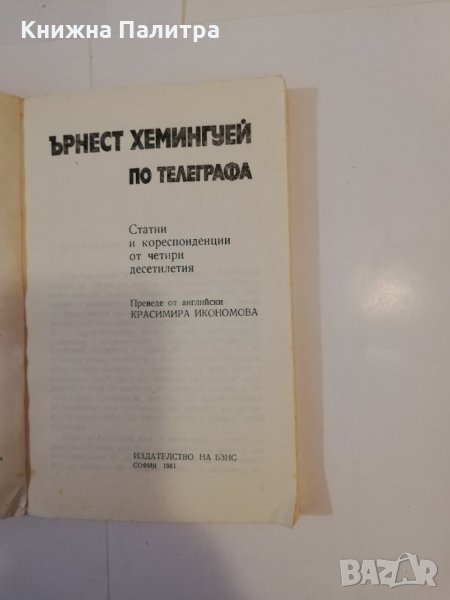 Книжна Палитра
ЪРНЕСТ ХЕМИНГУЕЙ
ПО ТЕЛЕГРАФА
Статии
и кореспонденции
от четири
десетилетия
Преведе от английски
КРАСИМИРА ИКОНОМОВА
ИЗДАТЕЛСТВО НА БЗНС
СОФИЯ 1981
BAZAR